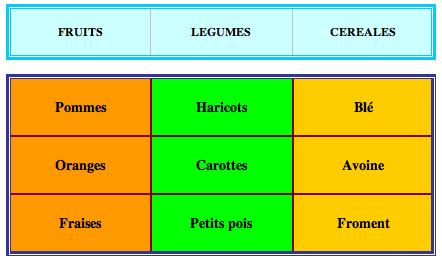 FRUITS LEGUMES CEREALES
Pommes Haricots Blé
Oranges Carottes Avoine
Fraises Petits pois Froment